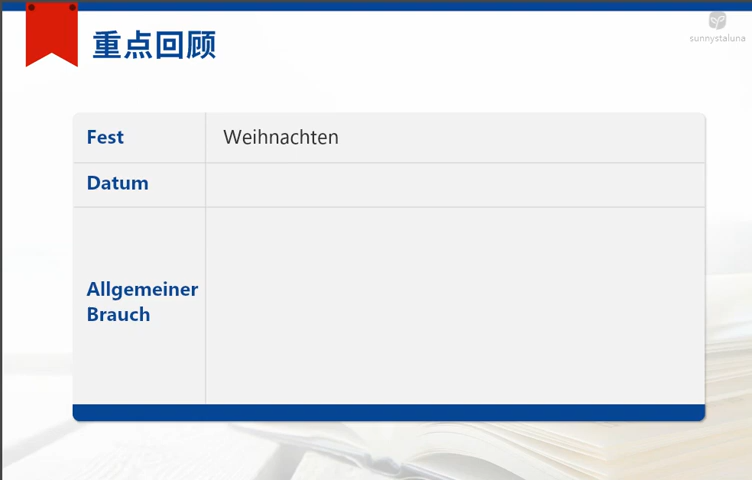 重点回顾
sunnystaluna
Fest
Weihnachten
Datum
Allgemeiner
Brauch